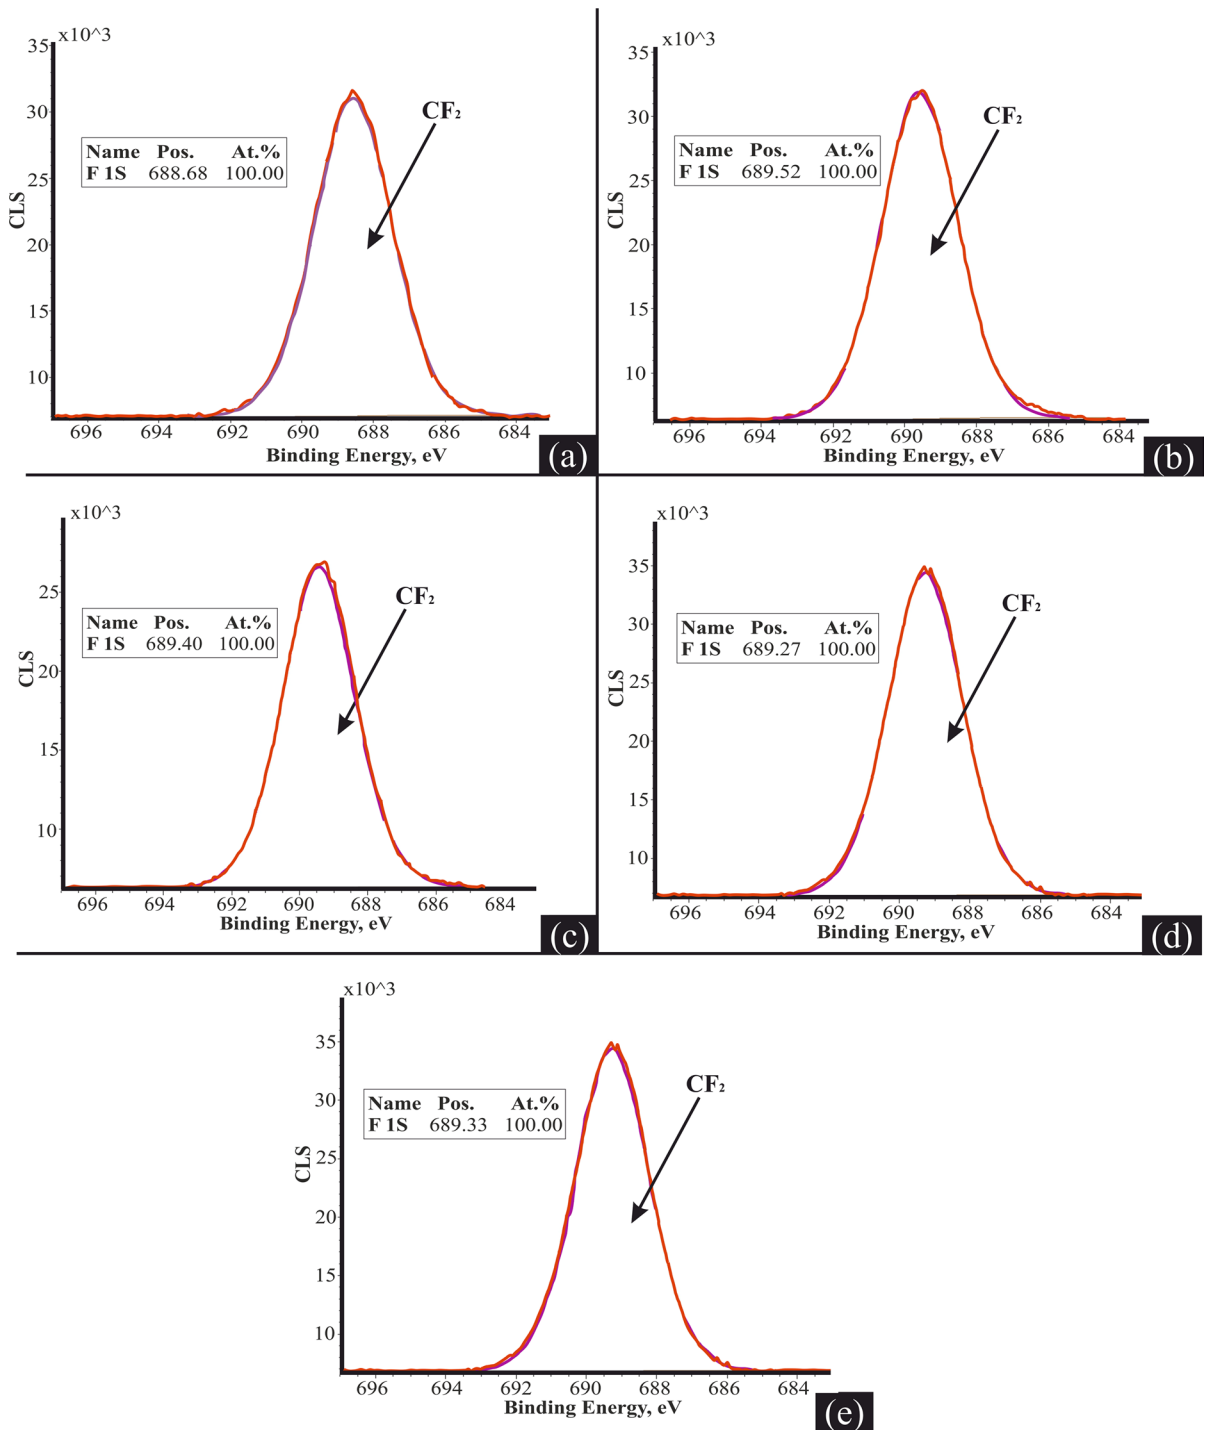 x10^3
35
30
25
20
15
10
CLS
Name Pos. At.%
F 1S 688.68 100.00
CF₂
696 694 692 690 688 686 684
Binding Energy, eV
(a)
x10^3
35
30
25
20
15
10
CLS
Name Pos. At.%
F 1S 689.52 100.00
CF₂
696 694 692 690 688 686 684
Binding Energy, eV
(b)
x10^3
25
20
15
10
CLS
Name Pos. At.%
F 1S 689.40 100.00
CF₂
696 694 692 690 688 686 684
Binding Energy, eV
(c)
x10^3
35
30
25
20
15
10
CLS
Name Pos. At.%
F 1S 689.27 100.00
CF₂
696 694 692 690 688 686 684
Binding Energy, eV
(d)
x10^3
35
30
25
20
15
10
CLS
Name Pos. At.%
F 1S 689.33 100.00
CF₂
696 694 692 690 688 686 684
Binding Energy, eV
(e)